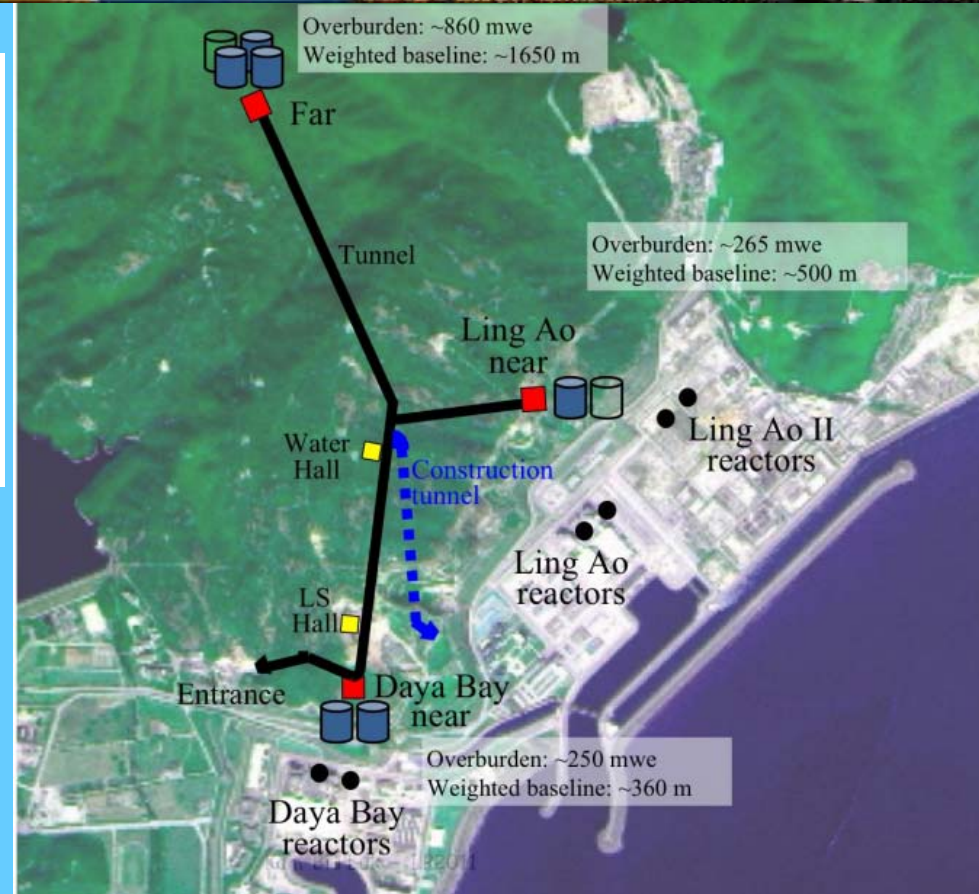 Overburden: ~860 mwe
Weighted baseline: ~1650 m
Far
Tunnel
Overburden: ~265 mwe
Weighted baseline: ~500 m
Ling Ao
near
Water
Hall
Construction
tunnel
Ling Ao II
reactors
Ling Ao
reactors
LS
Hall
Entrance
Daya Bay
near
Overburden: ~250 mwe
Weighted baseline: ~360 m
Daya Bay
reactors